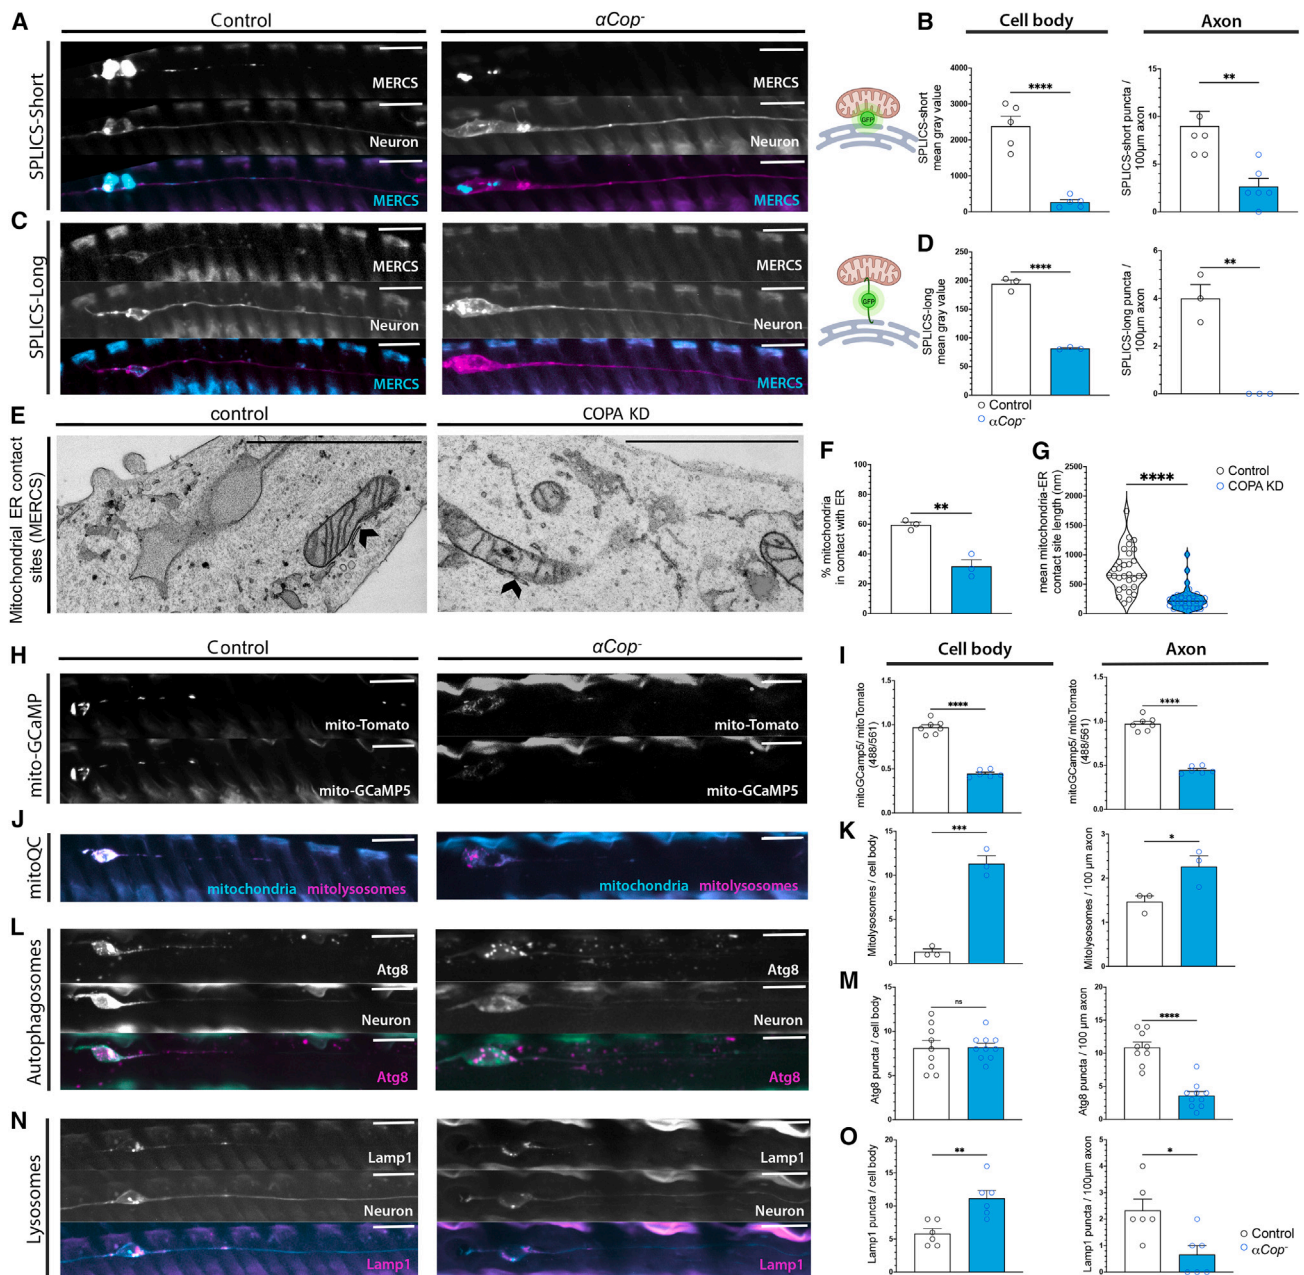 A
Control
αCop-
SPLICS-Short
MERCS
Neuron
MERCS
MERCS
Neuron
MERCS
B
Cell body
Axon
GFP
SPLICS-short
mean gray value
4000
3000
2000
1000
0
****
SPLICS-short puncta /
100μm axon
15
10
5
0
**
C
SPLICS-Long
MERCS
Neuron
MERCS
MERCS
Neuron
MERCS
D
GFP
SPLICS-long
mean gray value
250
200
150
100
50
0
****
SPLICS-long puncta /
100μm axon
6
4
2
0
**
Control
αCop-
E
control
COPA KD
Mitochondrial ER contact
sites (MERCS)
F
% mitochondria
in contact with ER
100
80
60
40
20
0
**
G
mean mitochondria-ER
contact site length (nm)
2500
2000
1500
1000
500
0
****
Control
COPA KD
H
Control
αCop-
mito-GCaMP
mito-Tomato
mito-GCaMP5
mito-Tomato
mito-GCaMP5
I
Cell body
Axon
mitoGCamp5/ mitoTomato
(488/561)
1.5
1.0
0.5
0.0
****
mitoGCamp5/ mitoTomato
(488/561)
1.5
1.0
0.5
0.0
****
J
mitoQC
mitochondria mitolysosomes
mitochondria mitolysosomes
K
Mitolysosomes / cell body
15
10
5
0
***
Mitolysosomes / 100 μm axon
3
2
1
0
*
L
Autophagosomes
Atg8
Neuron
Atg8
Atg8
Neuron
Atg8
M
Atg8 puncta / cell body
15
10
5
0
ns
Atg8 puncta / 100 μm axon
20
15
10
5
0
****
N
Lysosomes
Lamp1
Neuron
Lamp1
Lamp1
Neuron
Lamp1
O
Lamp1 puncta / cell body
20
15
10
5
0
**
Lamp1 puncta / 100μm axon
5
4
3
2
1
0
*
Control
αCop-